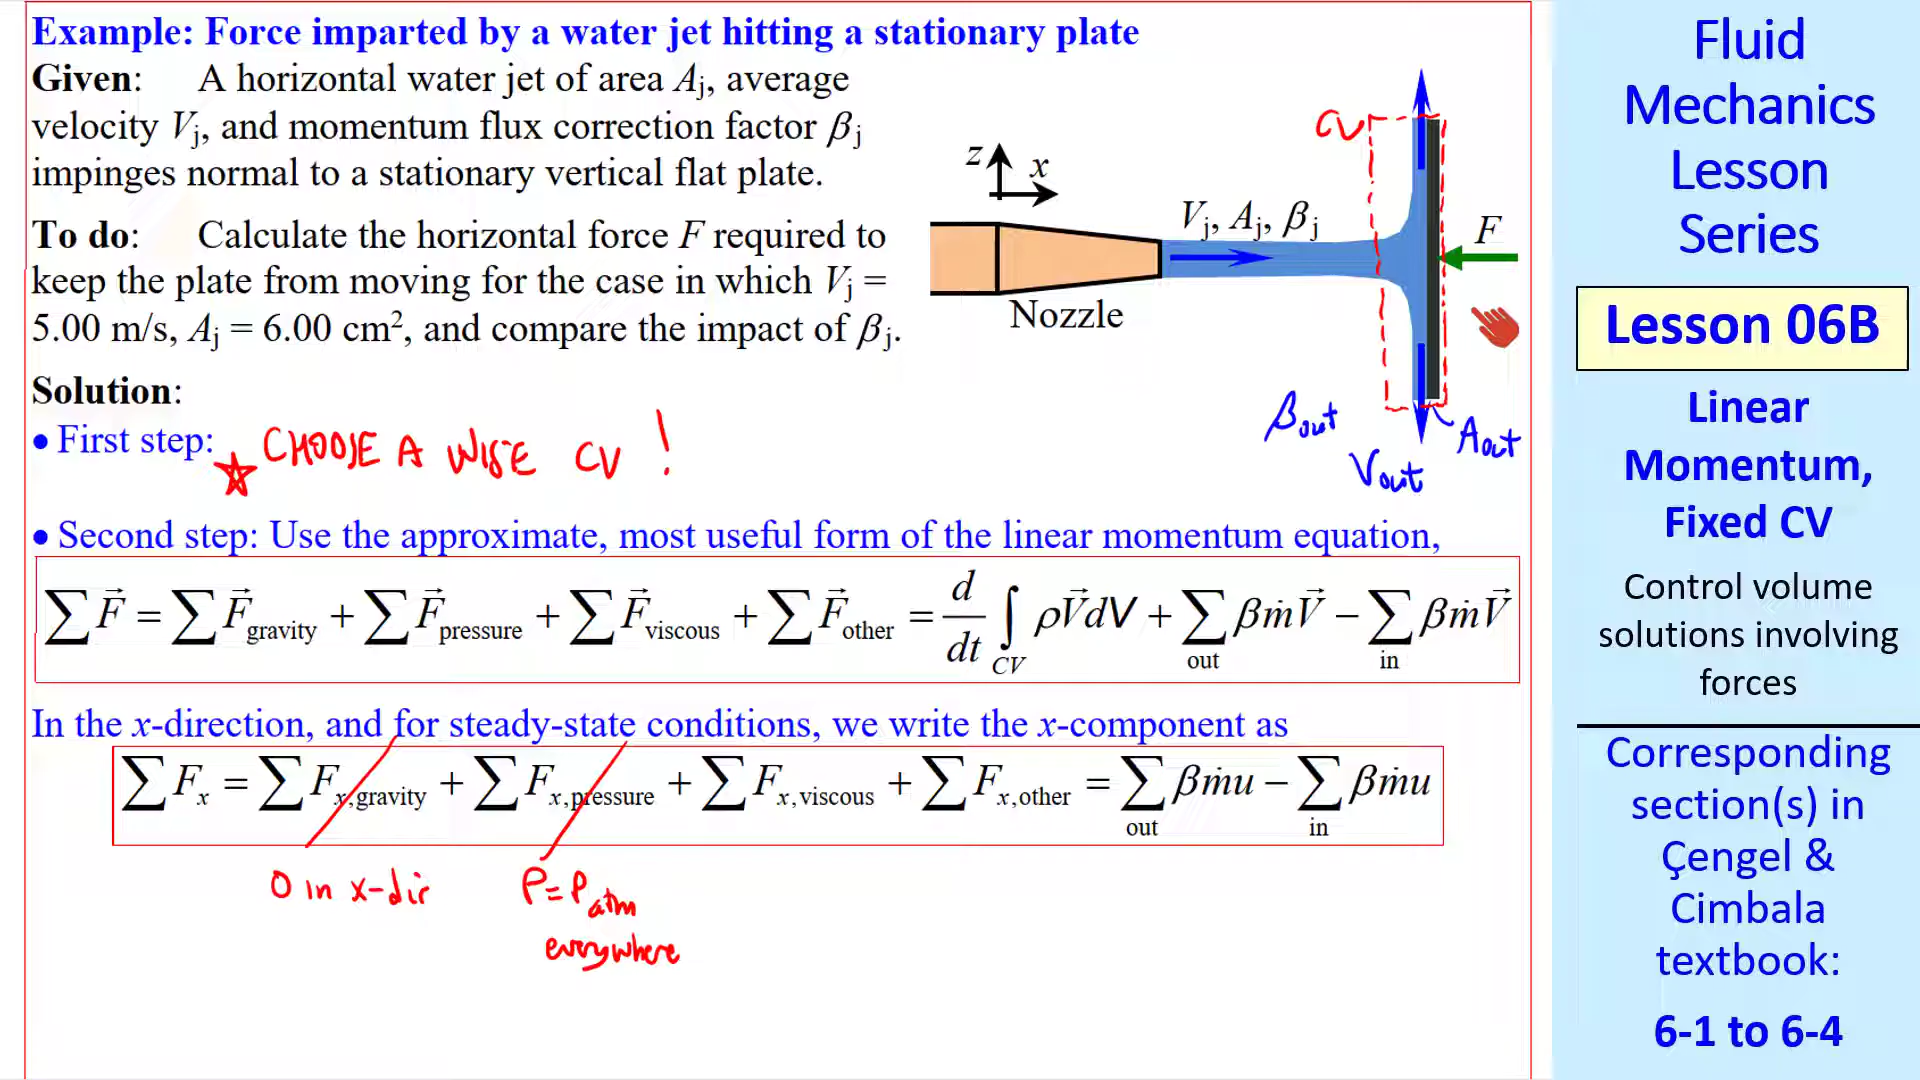 Example: Force imparted by a water jet hitting a stationary plate
Given: A horizontal water jet of area Aj, average
velocity Vj, and momentum flux correction factor βj
impinges normal to a stationary vertical flat plate.
To do: Calculate the horizontal force F required to
keep the plate from moving for the case in which Vj =
5.00 m/s, Aj = 6.00 cm², and compare the impact of βj.
Solution:
• First step: ☆ CHOOSE A WISE CV !
z
x
Vj, Aj, βj
Nozzle
CV
F
βout
Vout
Aout
• Second step: Use the approximate, most useful form of the linear momentum equation,
∑F⃗ = ∑F⃗gravity + ∑F⃗pressure + ∑F⃗viscous + ∑F⃗other = d/dt ∫CV ρV⃗dV + ∑out βṁV⃗ − ∑in βṁV⃗
In the x-direction, and for steady-state conditions, we write the x-component as
∑Fx = ∑Fx,gravity + ∑Fx,pressure + ∑Fx,viscous + ∑Fx,other = ∑out βṁu − ∑in βṁu
0 in x-dir
P=Patm
everywhere
Fluid
Mechanics
Lesson
Series
Lesson 06B
Linear
Momentum,
Fixed CV
Control volume
solutions involving
forces
Corresponding
section(s) in
Çengel &
Cimbala
textbook:
6-1 to 6-4